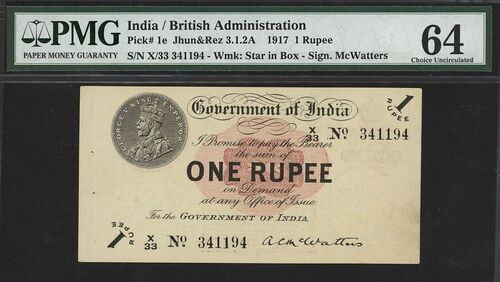 PMG
PAPER MONEY GUARANTY
India / British Administration
Pick# 1e Jhun&Rez 3.1.2A 1917 1 Rupee
S/N X/33 341194 - Wmk: Star in Box - Sign. McWatters
64
Choice Uncirculated
GEORGE V KING EMPEROR
Government of India
1 RUPEE
X/33 No 341194
I Promise to pay the Bearer
the sum of
ONE RUPEE
on Demand
at any Office of Issue
For the GOVERNMENT OF INDIA
1 RUPEE
X/33 No 341194
A.C. McWatters